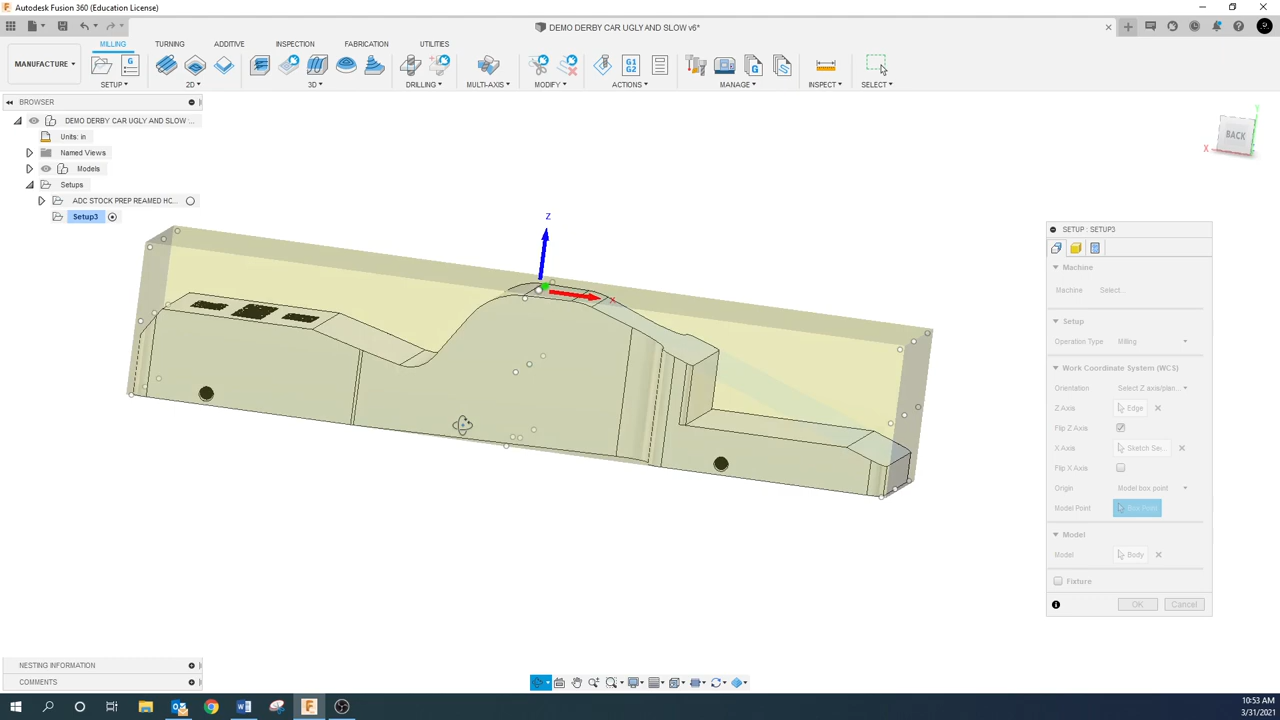 Autodesk Fusion 360 (Education License)
DEMO DERBY CAR UGLY AND SLOW v6*
MILLING TURNING ADDITIVE INSPECTION FABRICATION UTILITIES
MANUFACTURE
G1
G2
SETUP 2D 3D DRILLING MULTI-AXIS MODIFY ACTIONS MANAGE INSPECT SELECT
BROWSER
DEMO DERBY CAR UGLY AND SLOW ...
Units: in
Named Views
Models
Setups
ADC STOCK PREP REAMED HC...
Setup3
Z
X
BACK
X
Y
SETUP : SETUP3
Machine
Machine Select...
Setup
Operation Type Milling
Work Coordinate System (WCS)
Orientation Select Z axis/plan...
Z Axis Edge
Flip Z Axis
X Axis Sketch Se...
Flip X Axis
Origin Model box point
Model Point Box Point
Model
Model Body
Fixture
OK Cancel
NESTING INFORMATION
COMMENTS
10:53 AM
3/31/2021